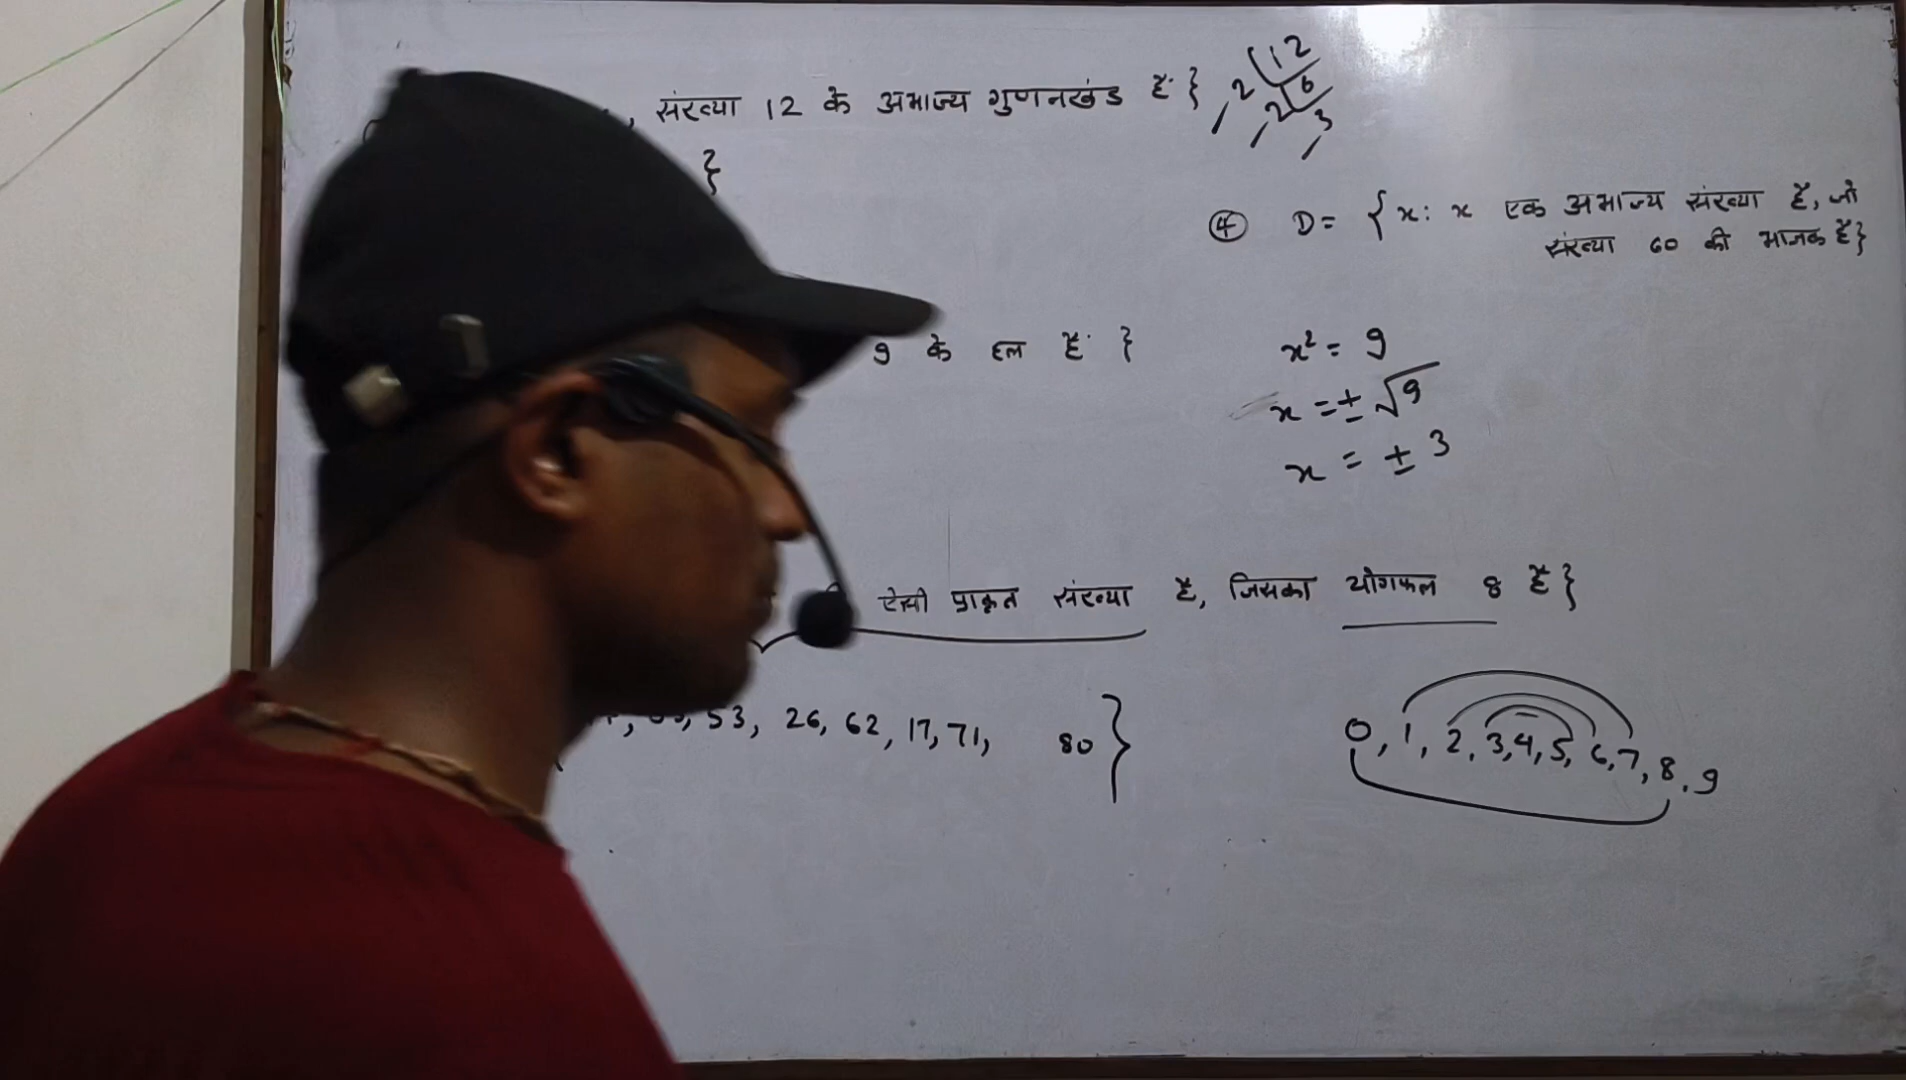 , संख्या 12 के अभाज्य गुणनखंड हैं }
2 | 12
2 | 6
3
}
④ D = { x : x एक अभाज्य संख्या है, जो
संख्या 60 की भाजक है }
9 के हल हैं }
x² = 9
x = ± √9
x = ± 3
ऐसी प्राकृत संख्या है, जिसका योगफल 8 है }
53, 26, 62, 17, 71, 80 }
0, 1, 2, 3, 4, 5, 6, 7, 8, 9